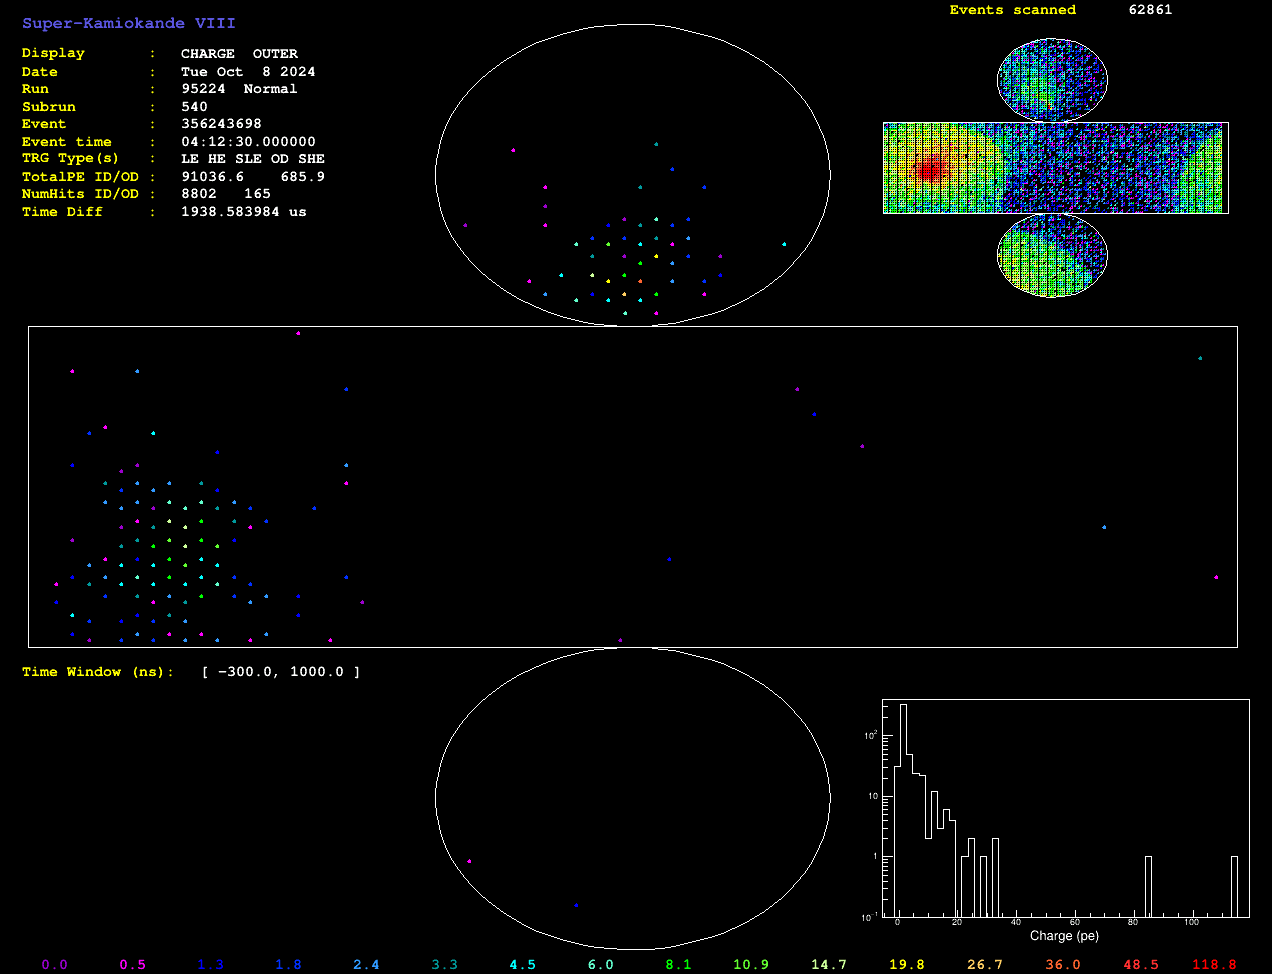 Super-Kamiokande VIII
Events scanned 62861
Display : CHARGE OUTER
Date : Tue Oct 8 2024
Run : 95224 Normal
Subrun : 540
Event : 356243698
Event time : 04:12:30.000000
TRG Type(s) : LE HE SLE OD SHE
TotalPE ID/OD : 91036.6 685.9
NumHits ID/OD : 8802 165
Time Diff : 1938.583984 us
Time Window (ns): [ -300.0, 1000.0 ]
10²
10
1
10⁻¹
0 20 40 60 80 100
Charge (pe)
0.0 0.5 1.3 1.8 2.4 3.3 4.5 6.0 8.1 10.9 14.7 19.8 26.7 36.0 48.5 118.8